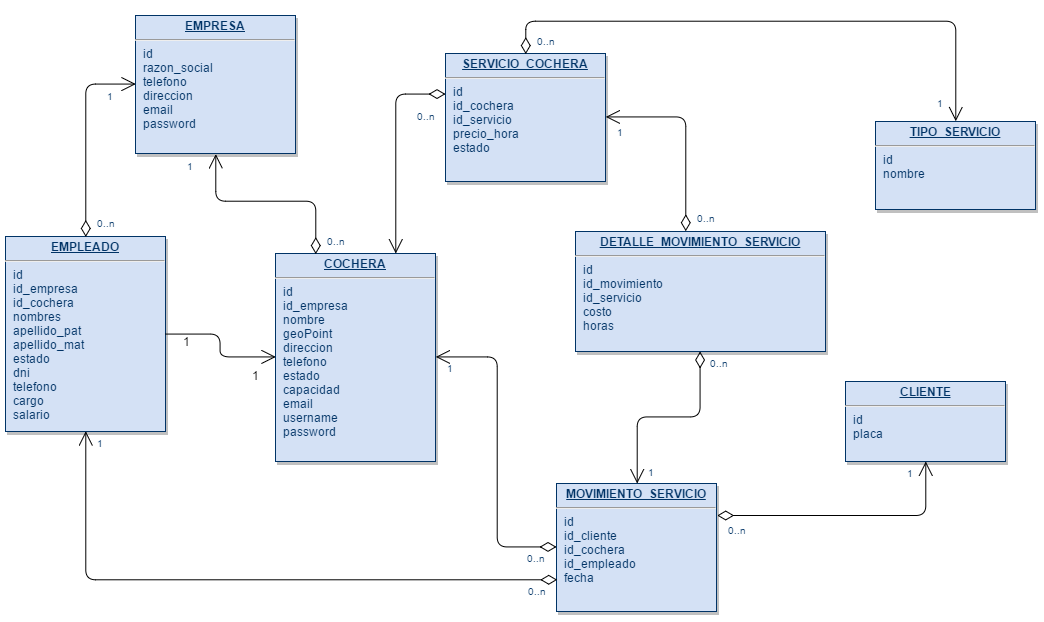 EMPRESA
id
razon_social
telefono
direccion
email
password
1
1
0..n
0..n
SERVICIO_COCHERA
id
id_cochera
id_servicio
precio_hora
estado
0..n
0..n
1
1
TIPO_SERVICIO
id
nombre
EMPLEADO
id
id_empresa
id_cochera
nombres
apellido_pat
apellido_mat
estado
dni
telefono
cargo
salario
1
1
1
COCHERA
id
id_empresa
nombre
geoPoint
direccion
telefono
estado
capacidad
email
username
password
1
DETALLE_MOVIMIENTO_SERVICIO
id
id_movimiento
id_servicio
costo
horas
0..n
0..n
1
CLIENTE
id
placa
1
MOVIMIENTO_SERVICIO
id
id_cliente
id_cochera
id_empleado
fecha
0..n
0..n
0..n